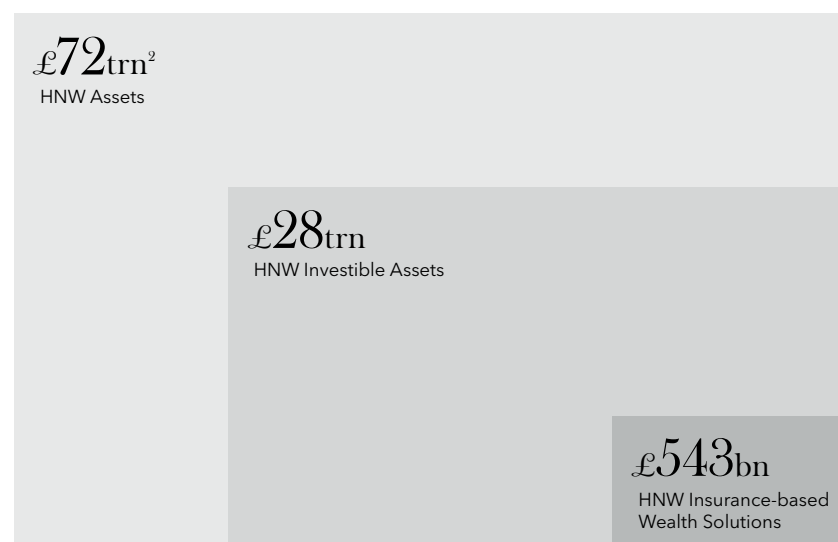 £72trn²
HNW Assets
£28trn
HNW Investible Assets
£543bn
HNW Insurance-based
Wealth Solutions